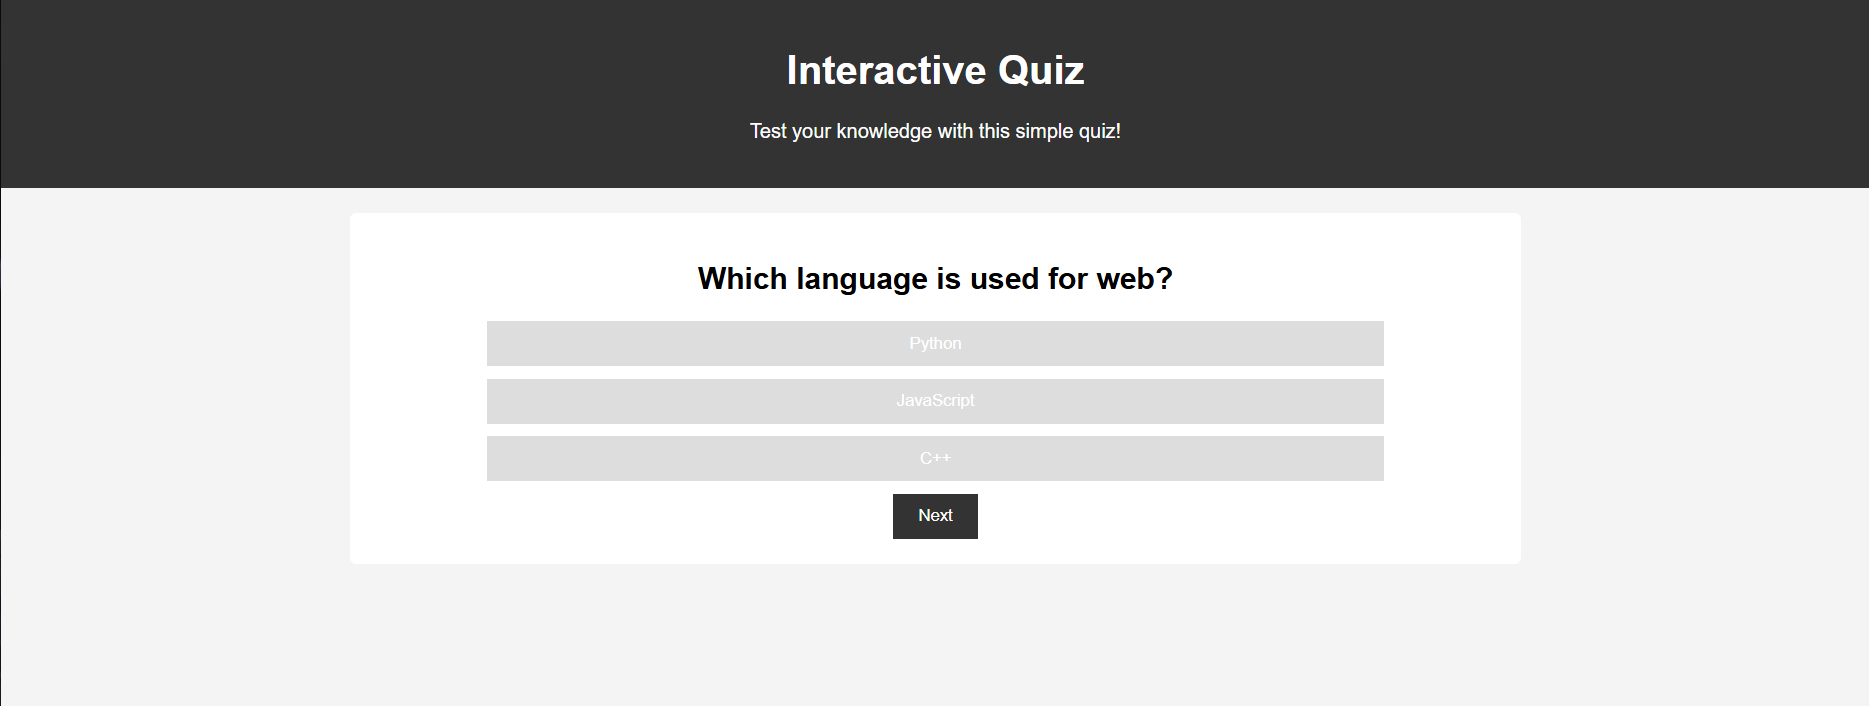 Interactive Quiz
Test your knowledge with this simple quiz!
Which language is used for web?
Python
JavaScript
C++
Next